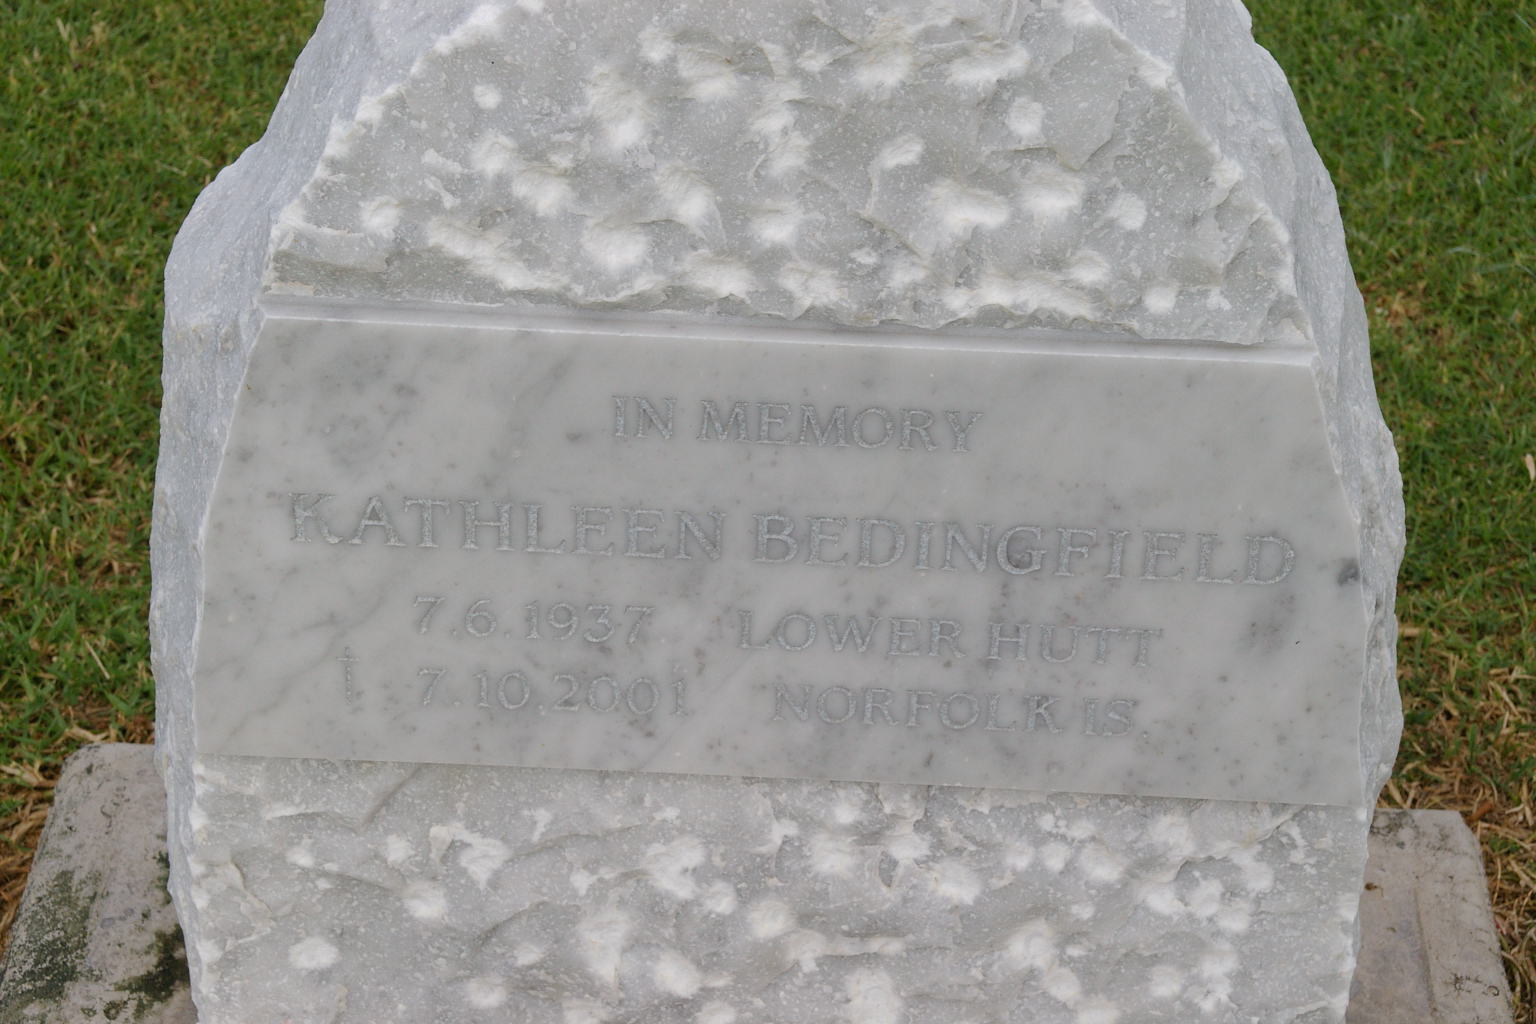 IN MEMORY
KATHLEEN BEDINGFIELD
7.6.1937 LOWER HUTT
† 7.10.2001 NORFOLK IS.